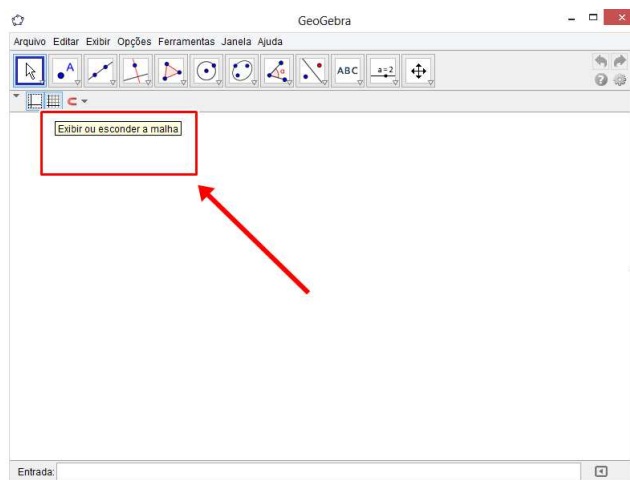 GeoGebra
Arquivo Editar Exibir Opções Ferramentas Janela Ajuda
A
ABC
a=2
Exibir ou esconder a malha
Entrada: